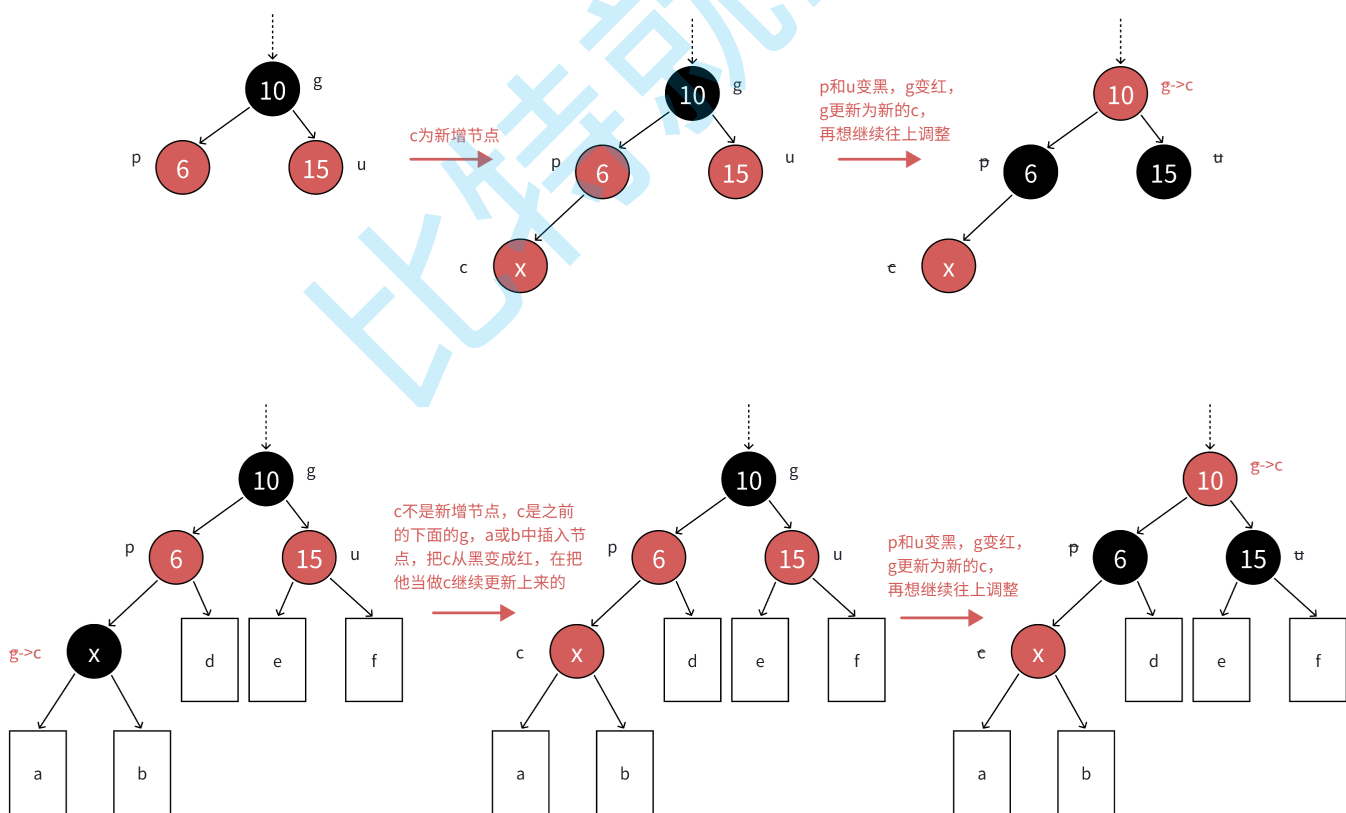 10
g
p
6
15
u
c为新增节点
10
g
p
6
15
u
c
x
p和u变黑，g变红，
g更新为新的c，
再想继续往上调整
10
g->c
p
6
15
u
c
x
比特就
10
g
p
6
15
u
g->c
x
d
e
f
a
b
c不是新增节点，c是之前
的下面的g，a或b中插入节
点，把c从黑变成红，在把
他当做c继续更新上来的
10
g
p
6
15
u
c
x
d
e
f
a
b
p和u变黑，g变红，
g更新为新的c，
再想继续往上调整
10
g->c
p
6
15
u
c
x
d
e
f
a
b